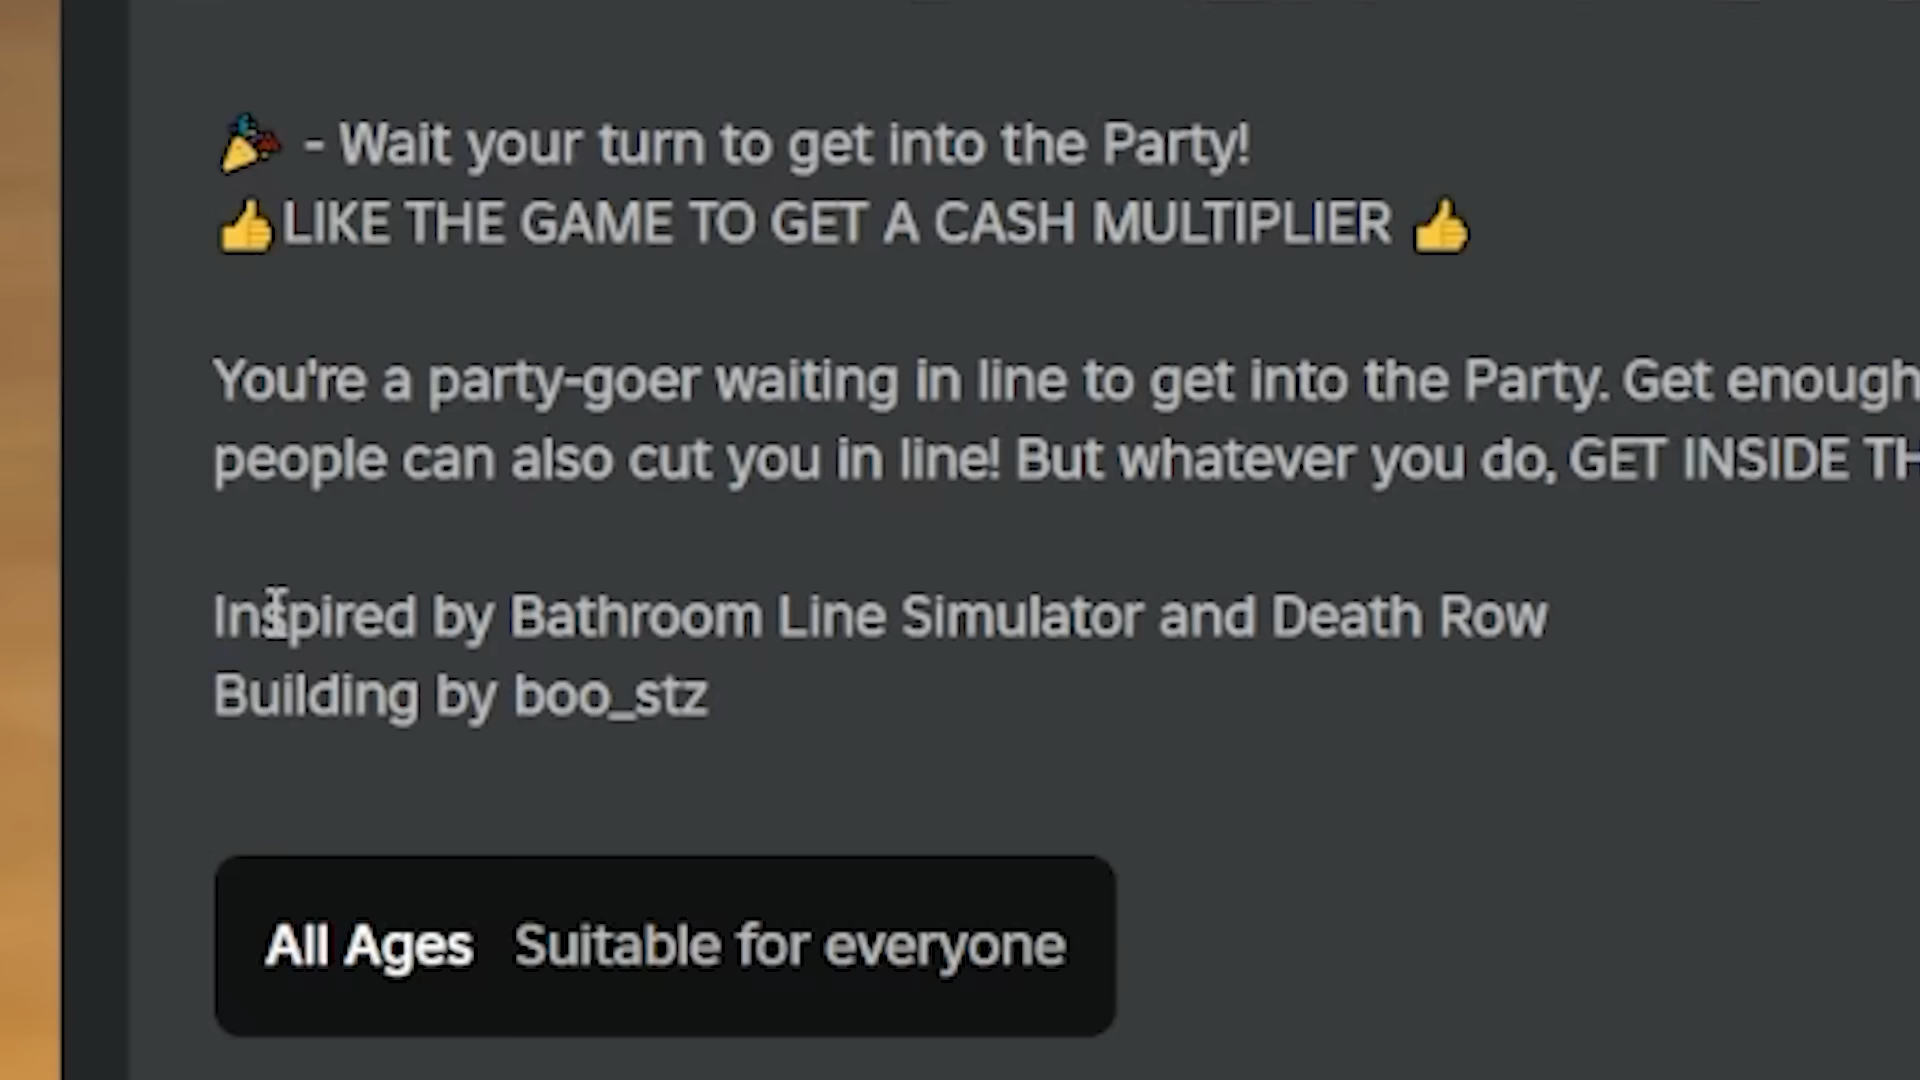 🎉 - Wait your turn to get into the Party!
👍LIKE THE GAME TO GET A CASH MULTIPLIER 👍
You're a party-goer waiting in line to get into the Party. Get enough
people can also cut you in line! But whatever you do, GET INSIDE TH
Inspired by Bathroom Line Simulator and Death Row
Building by boo_stz
All Ages Suitable for everyone